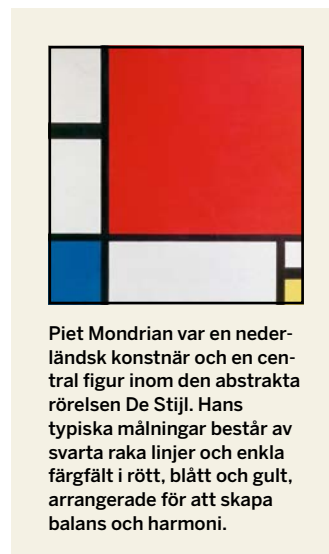 Piet Mondrian var en neder-
ländsk konstnär och en cen-
tral figur inom den abstrakta
rörelsen De Stijl. Hans
typiska målningar består av
svarta raka linjer och enkla
färgfält i rött, blått och gult,
arrangerade för att skapa
balans och harmoni.